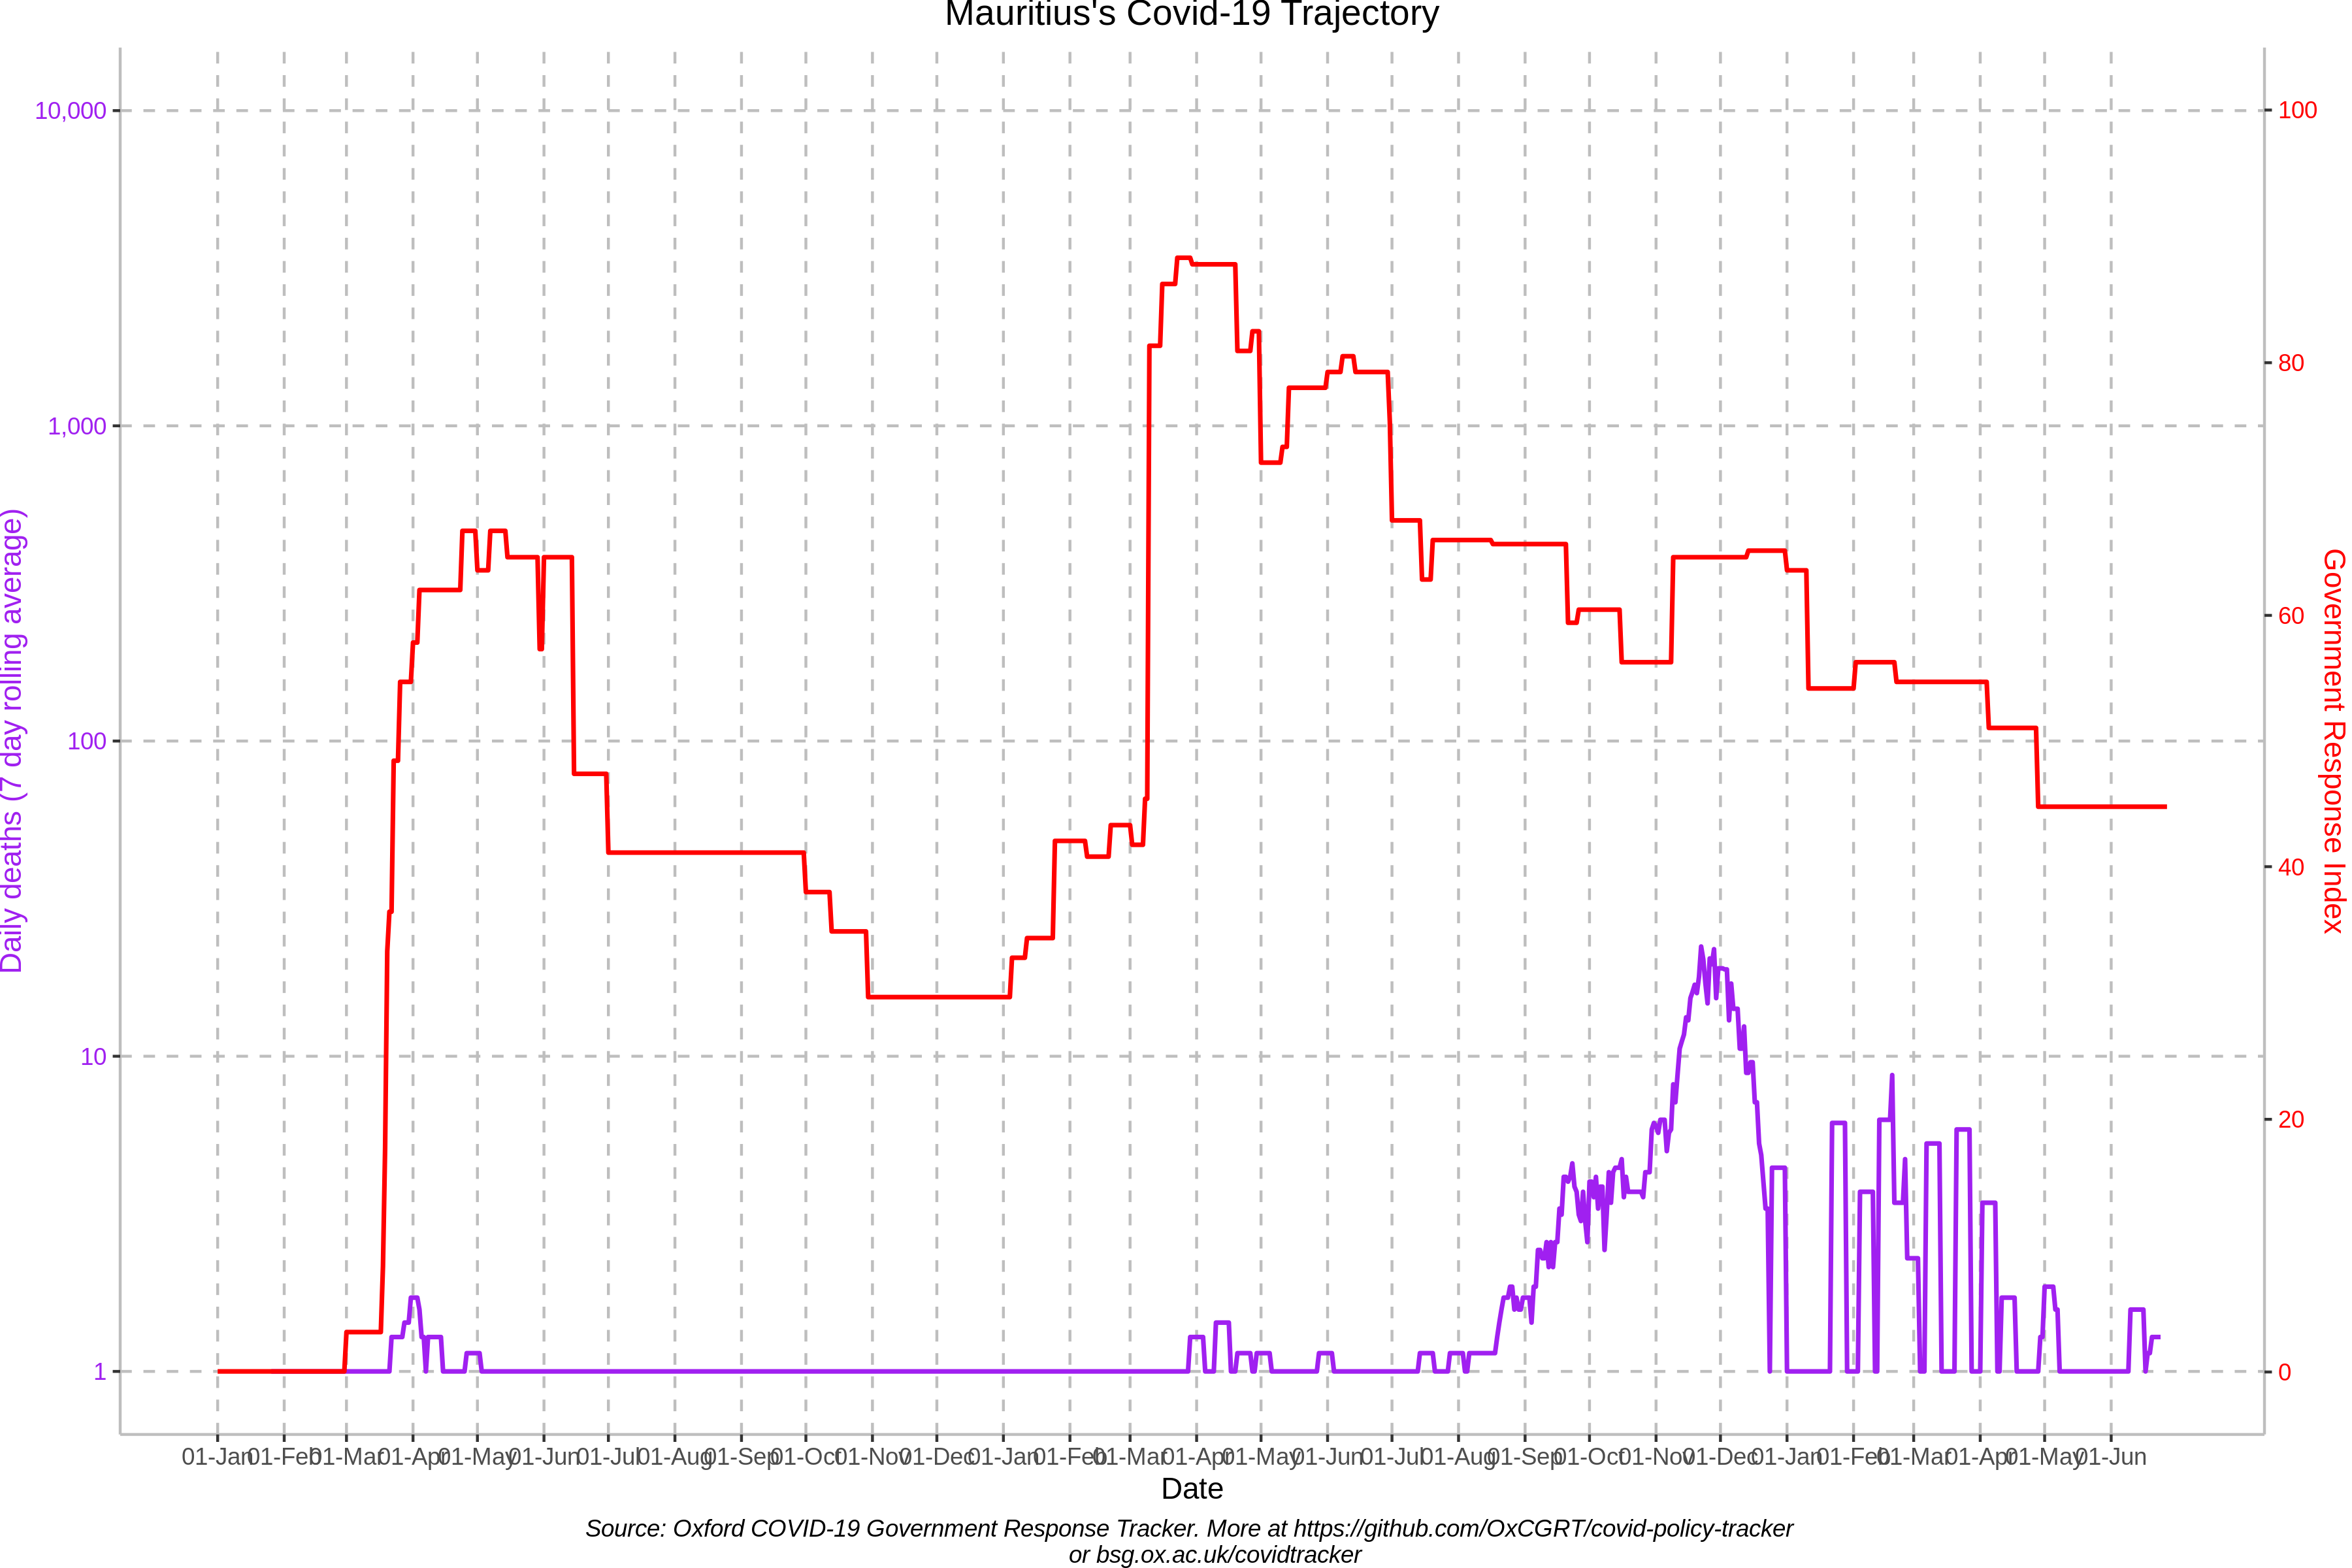 Mauritius's Covid-19 Trajectory
10,000
1,000
100
10
1
Daily deaths (7 day rolling average)
100
80
60
40
20
0
Government Response Index
01-Jan 01-Feb 01-Mar 01-Apr 01-May 01-Jun 01-Jul 01-Aug 01-Sep 01-Oct 01-Nov 01-Dec 01-Jan 01-Feb 01-Mar 01-Apr 01-May 01-Jun 01-Jul 01-Aug 01-Sep 01-Oct 01-Nov 01-Dec 01-Jan 01-Feb 01-Mar 01-Apr 01-May 01-Jun
Date
Source: Oxford COVID-19 Government Response Tracker. More at https://github.com/OxCGRT/covid-policy-tracker
or bsg.ox.ac.uk/covidtracker